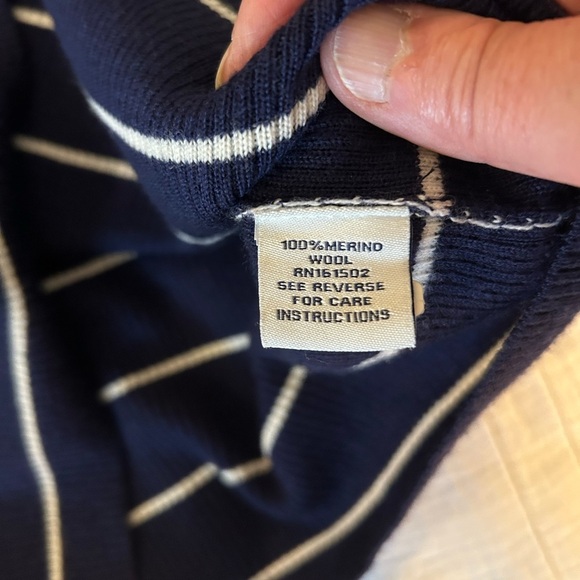 100%MERINO
WOOL
RN161502
SEE REVERSE
FOR CARE
INSTRUCTIONS